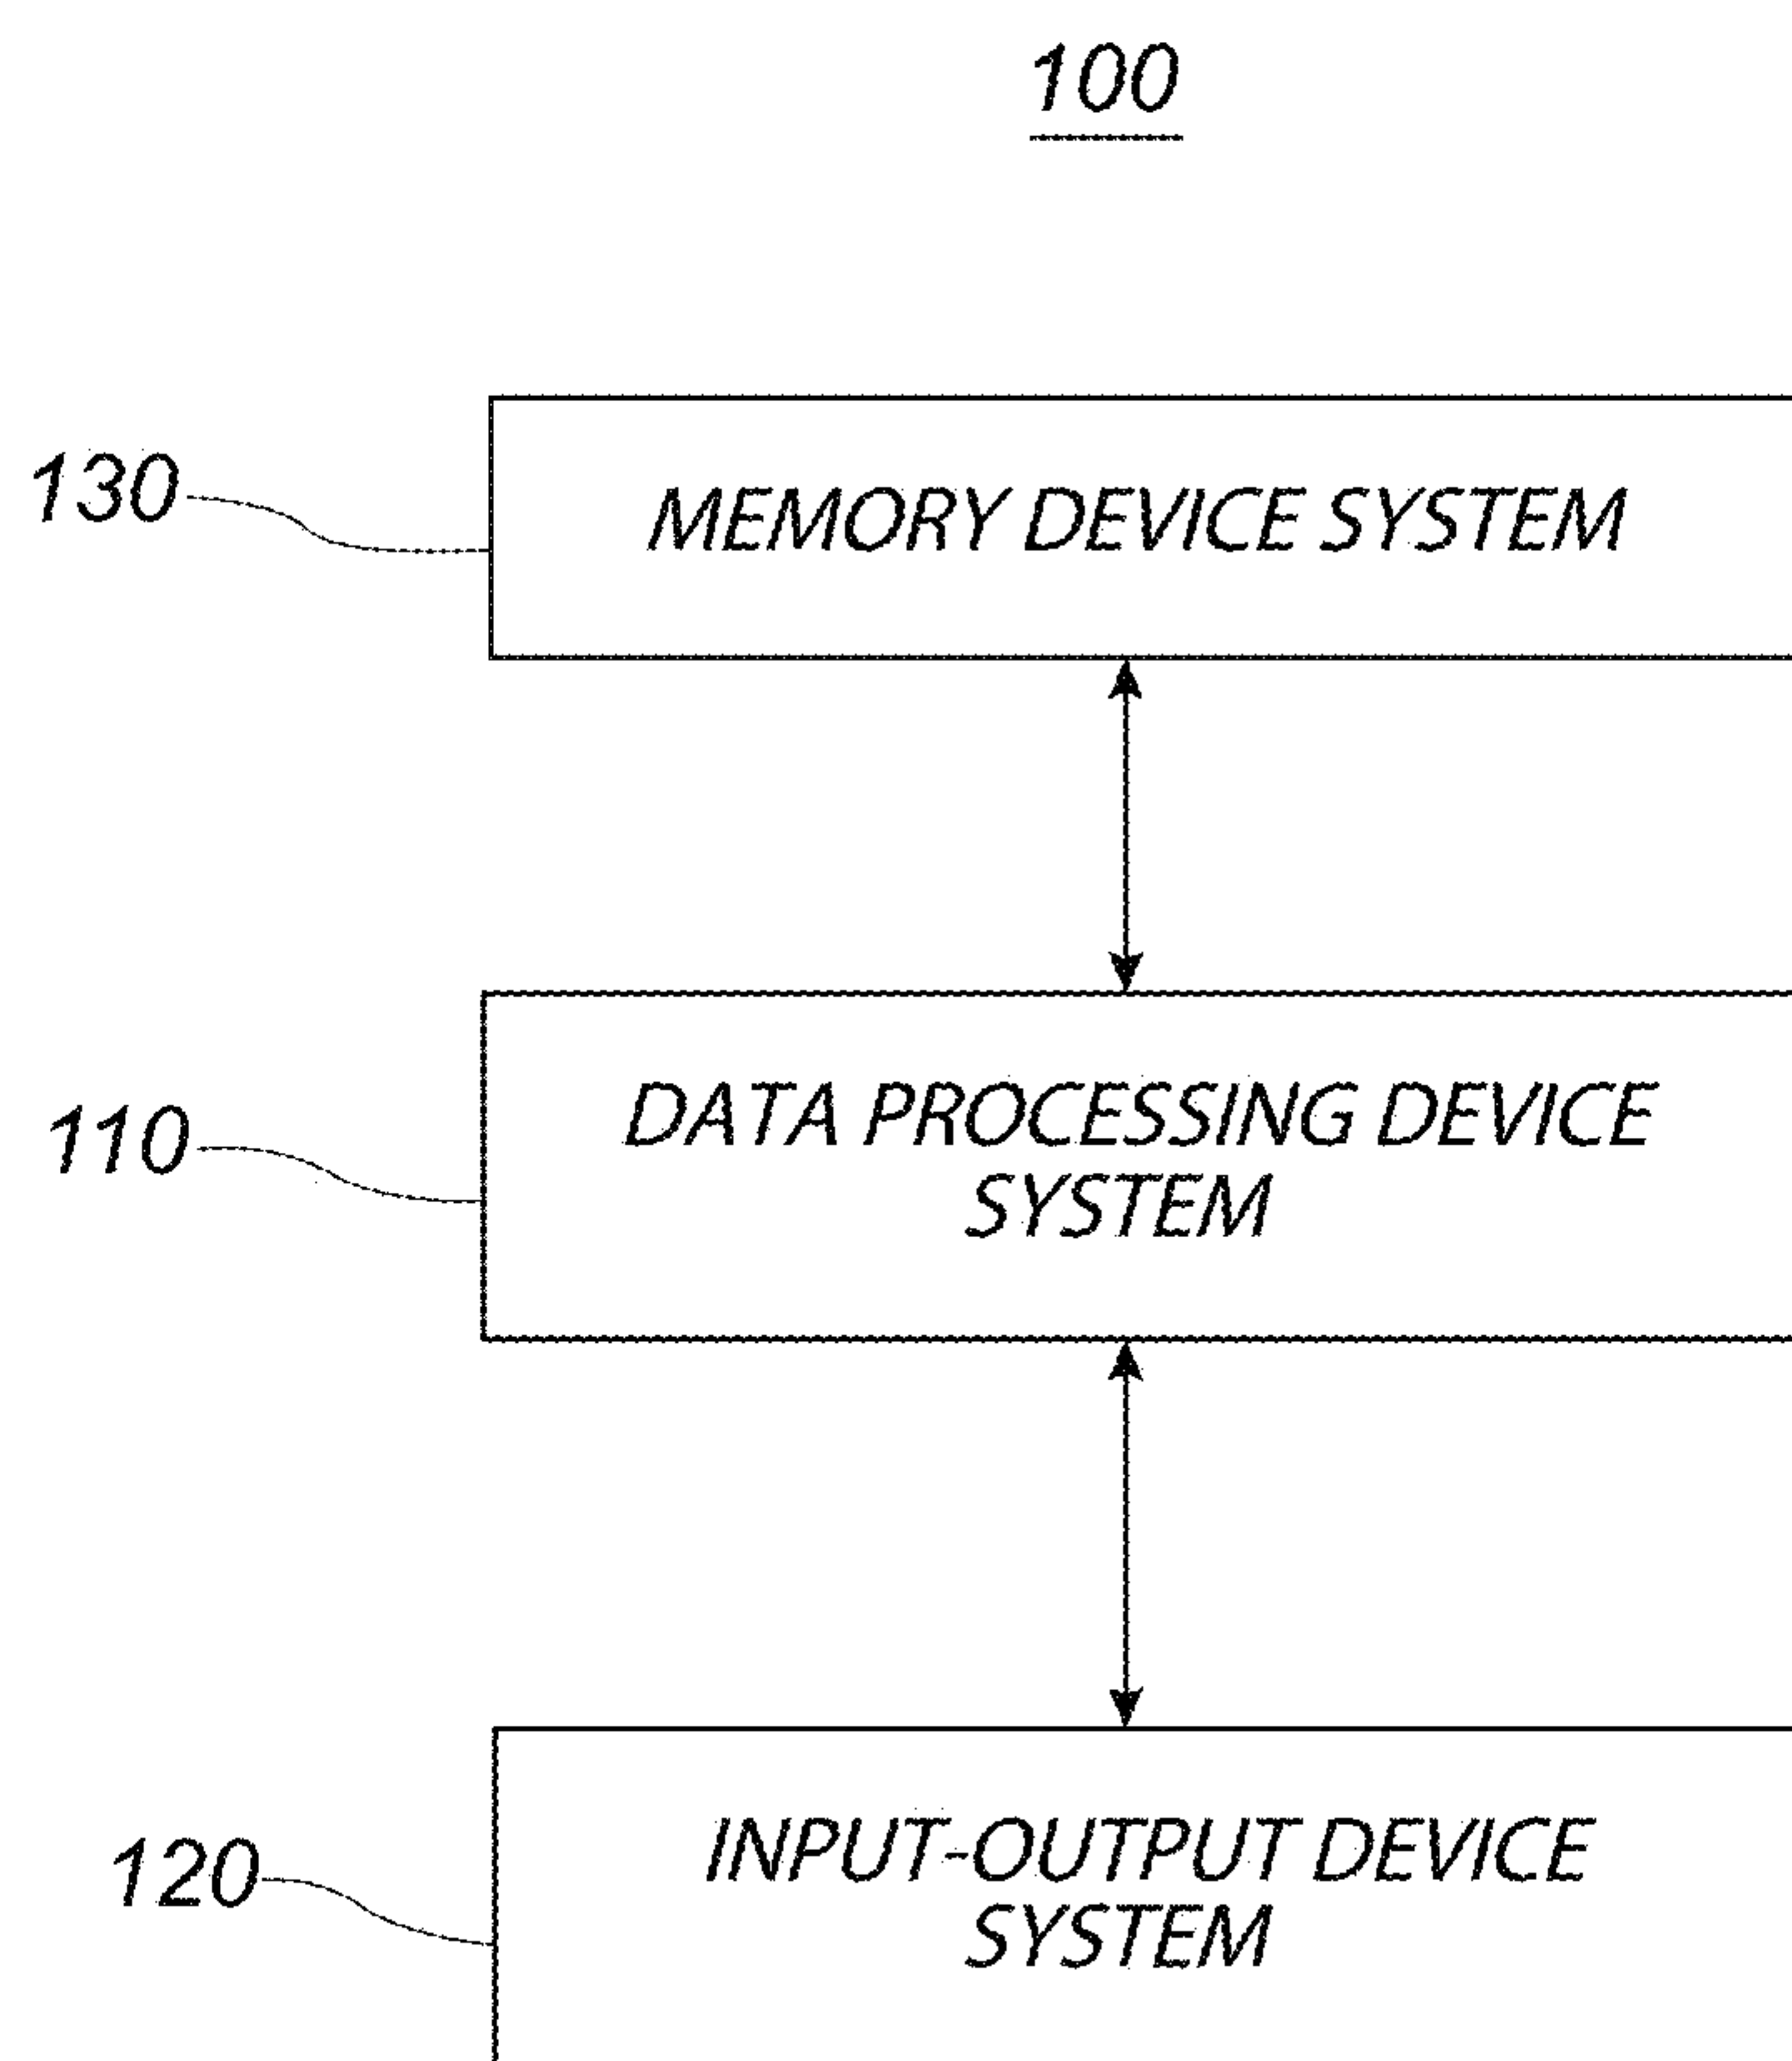 100
130
MEMORY DEVICE SYSTEM
110
DATA PROCESSING DEVICE
SYSTEM
120
INPUT-OUTPUT DEVICE
SYSTEM